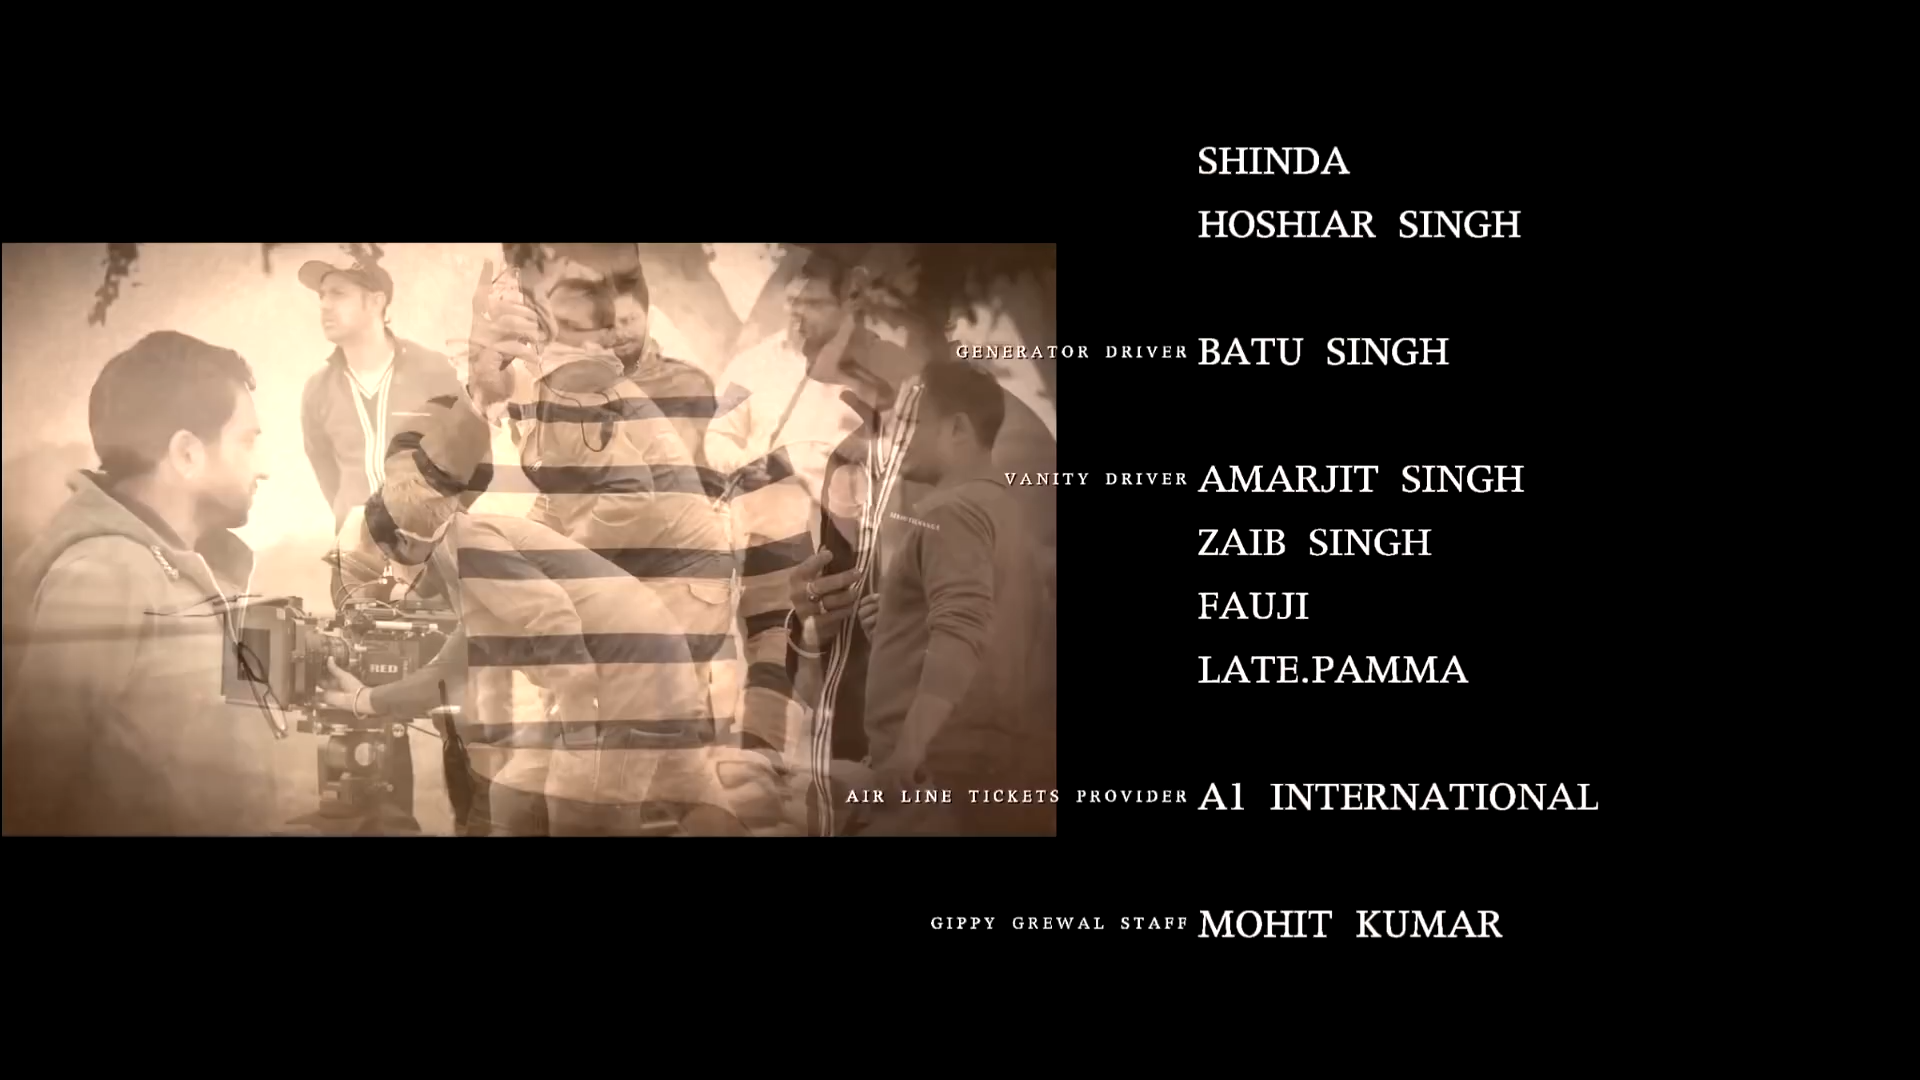 SHINDA
HOSHIAR SINGH
GENERATOR DRIVER BATU SINGH
VANITY DRIVER AMARJIT SINGH
ZAIB SINGH
FAUJI
LATE.PAMMA
RED
AIR LINE TICKETS PROVIDER A1 INTERNATIONAL
GIPPY GREWAL STAFF MOHIT KUMAR